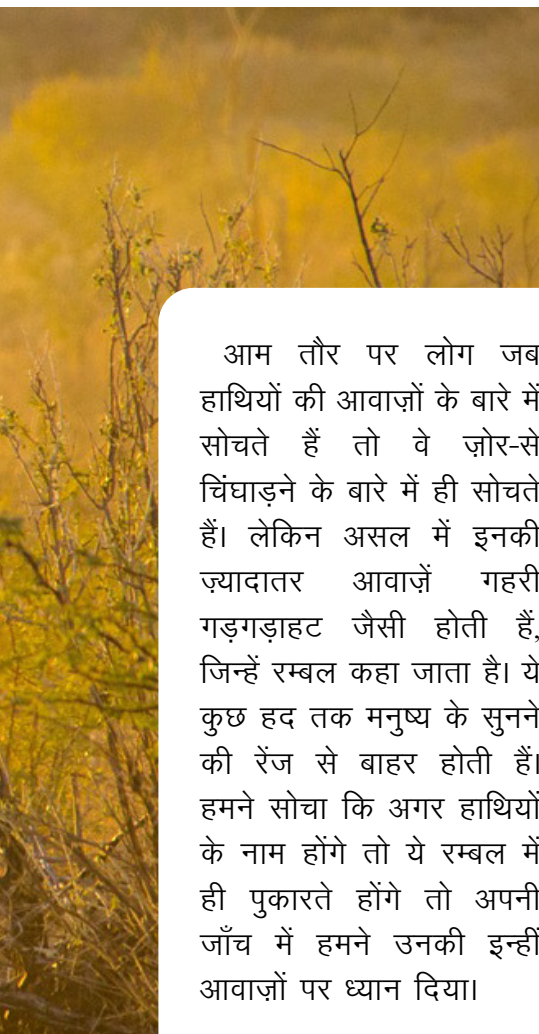 आम तौर पर लोग जब
हाथियों की आवाज़ों के बारे में
सोचते हैं तो वे ज़ोर-से
चिंघाड़ने के बारे में ही सोचते
हैं। लेकिन असल में इनकी
ज़्यादातर आवाज़ें गहरी
गड़गड़ाहट जैसी होती हैं,
जिन्हें रम्बल कहा जाता है। ये
कुछ हद तक मनुष्य के सुनने
की रेंज से बाहर होती हैं।
हमने सोचा कि अगर हाथियों
के नाम होंगे तो ये रम्बल में
ही पुकारते होंगे तो अपनी
जाँच में हमने उनकी इन्हीं
आवाज़ों पर ध्यान दिया।